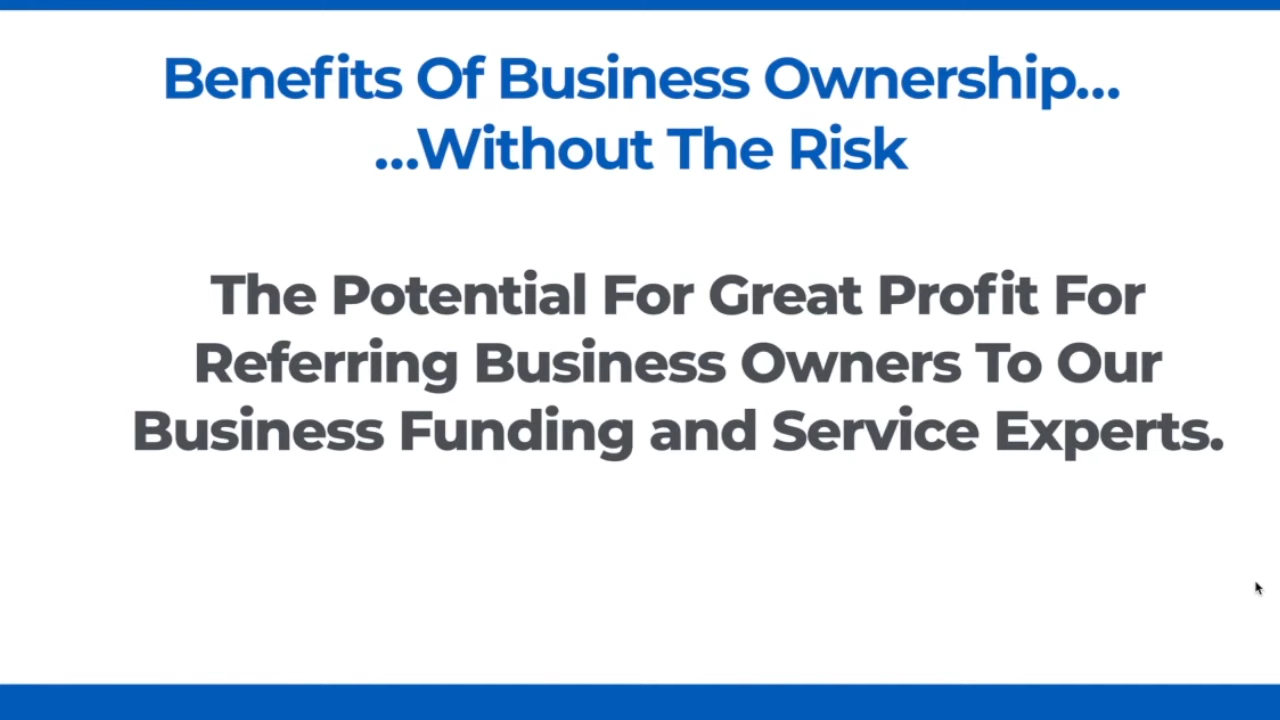 Benefits Of Business Ownership...
...Without The Risk
The Potential For Great Profit For
Referring Business Owners To Our
Business Funding and Service Experts.